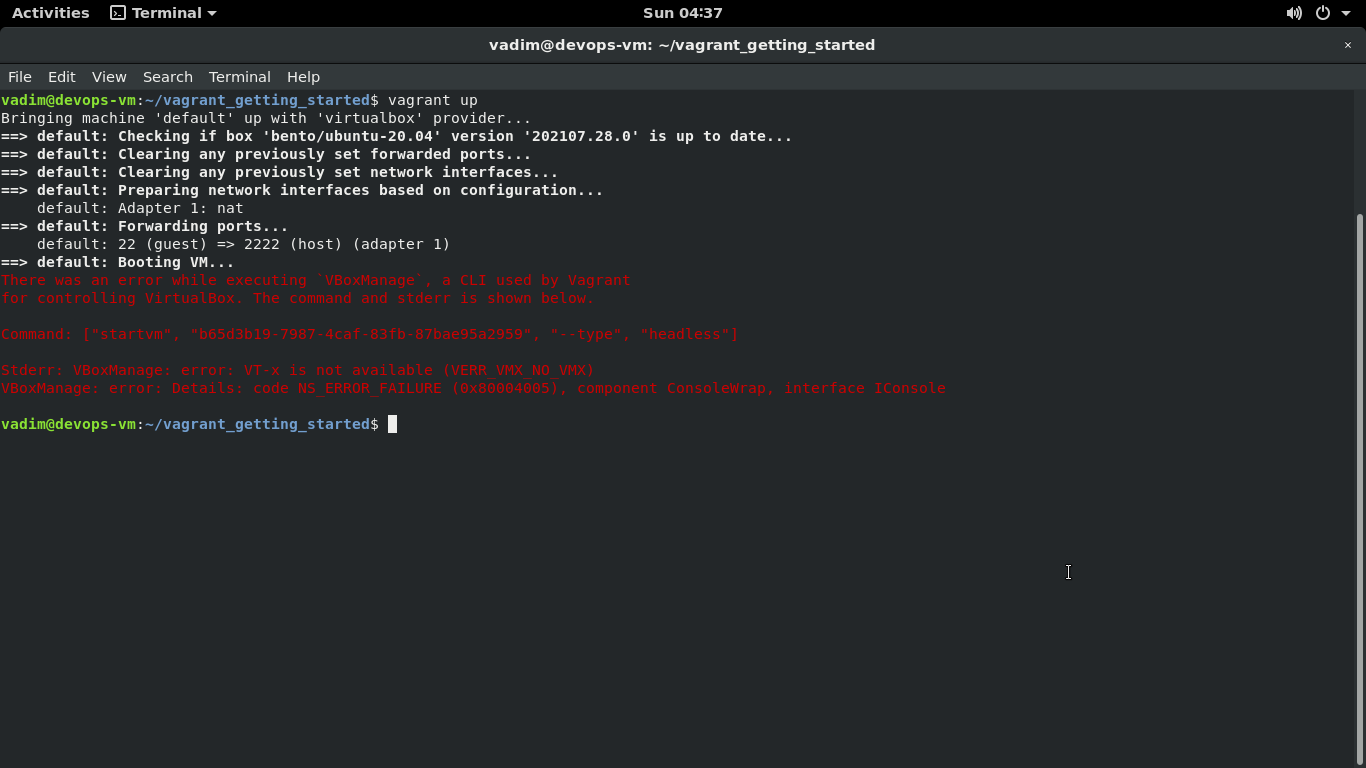 Activities Terminal Sun 04:37
vadim@devops-vm: ~/vagrant_getting_started ×
File Edit View Search Terminal Help
vadim@devops-vm:~/vagrant_getting_started$ vagrant up
Bringing machine 'default' up with 'virtualbox' provider...
==> default: Checking if box 'bento/ubuntu-20.04' version '202107.28.0' is up to date...
==> default: Clearing any previously set forwarded ports...
==> default: Clearing any previously set network interfaces...
==> default: Preparing network interfaces based on configuration...
    default: Adapter 1: nat
==> default: Forwarding ports...
    default: 22 (guest) => 2222 (host) (adapter 1)
==> default: Booting VM...
There was an error while executing `VBoxManage`, a CLI used by Vagrant
for controlling VirtualBox. The command and stderr is shown below.

Command: ["startvm", "b65d3b19-7987-4caf-83fb-87bae95a2959", "--type", "headless"]

Stderr: VBoxManage: error: VT-x is not available (VERR_VMX_NO_VMX)
VBoxManage: error: Details: code NS_ERROR_FAILURE (0x80004005), component ConsoleWrap, interface IConsole

vadim@devops-vm:~/vagrant_getting_started$